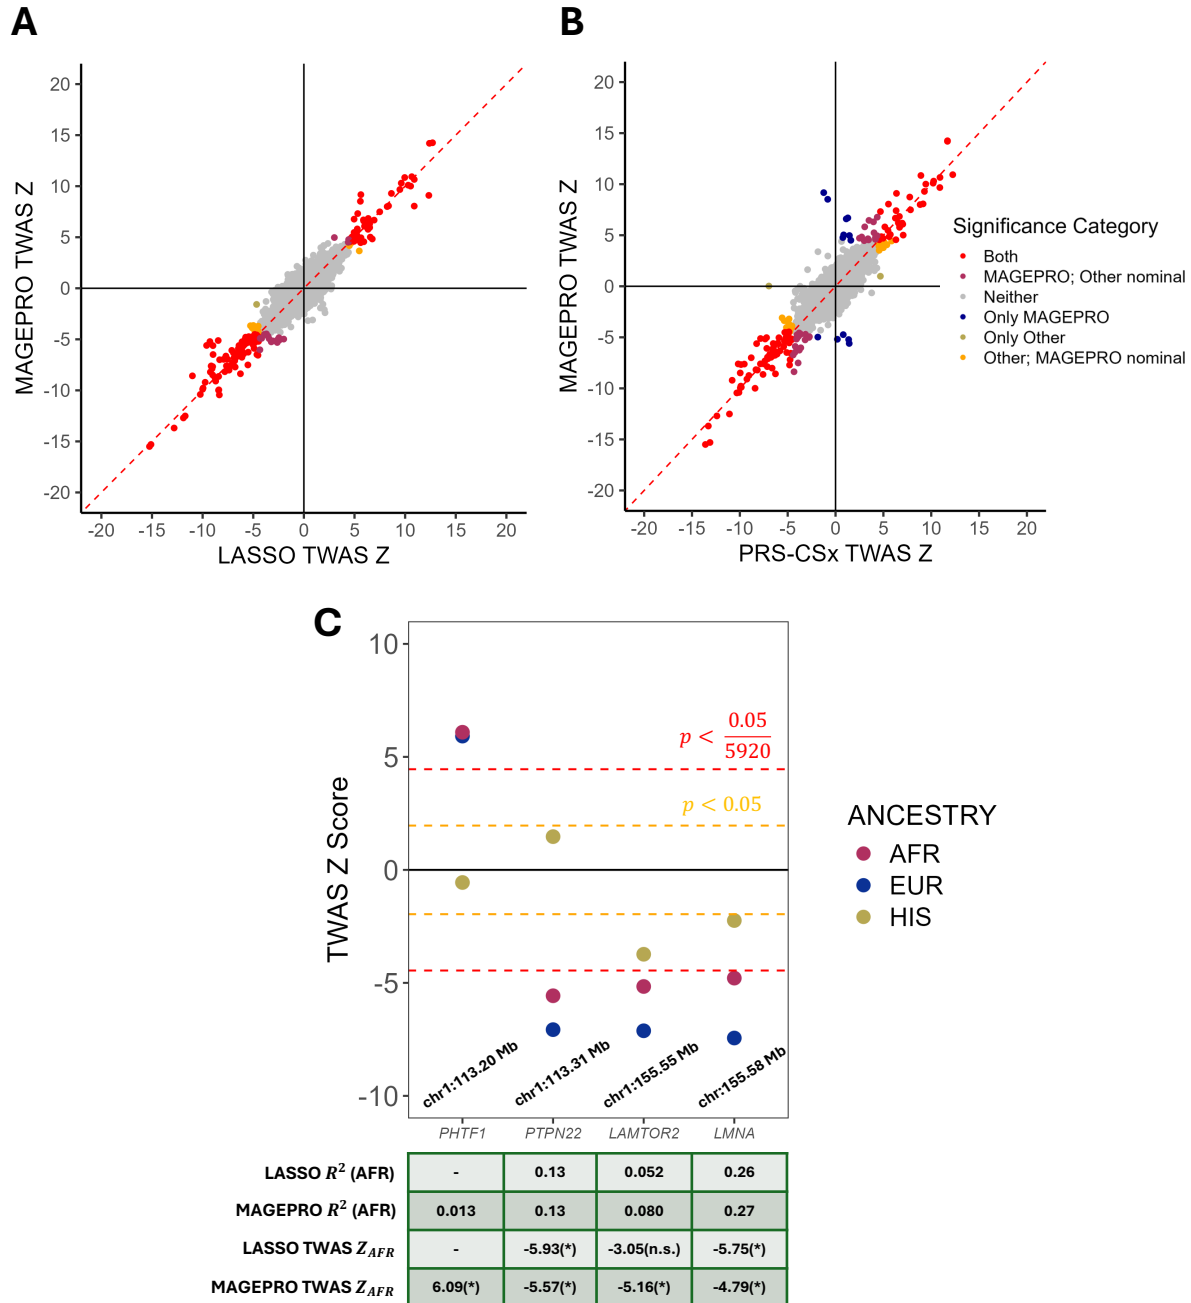 A
B
20
15
10
5
0
-5
-10
-15
-20
MAGEPRO TWAS Z
-20
-15
-10
-5
0
5
10
15
20
LASSO TWAS Z
20
15
10
5
0
-5
-10
-15
-20
MAGEPRO TWAS Z
-20
-15
-10
-5
0
5
10
15
20
PRS-CSx TWAS Z
Significance Category
Both
MAGEPRO; Other nominal
Neither
Only MAGEPRO
Only Other
Other; MAGEPRO nominal
C
10
5
0
-5
-10
TWAS Z Score
p < 0.05/5920
p < 0.05
chr1:113.20 Mb
chr1:113.31 Mb
chr1:155.55 Mb
chr:155.58 Mb
PHTF1 PTPN22 LAMTOR2 LMNA
ANCESTRY
AFR
EUR
HIS
LASSO R² (AFR) - 0.13 0.052 0.26
MAGEPRO R² (AFR) 0.013 0.13 0.080 0.27
LASSO TWAS Z_AFR - -5.93(*) -3.05(n.s.) -5.75(*)
MAGEPRO TWAS Z_AFR 6.09(*) -5.57(*) -5.16(*) -4.79(*)